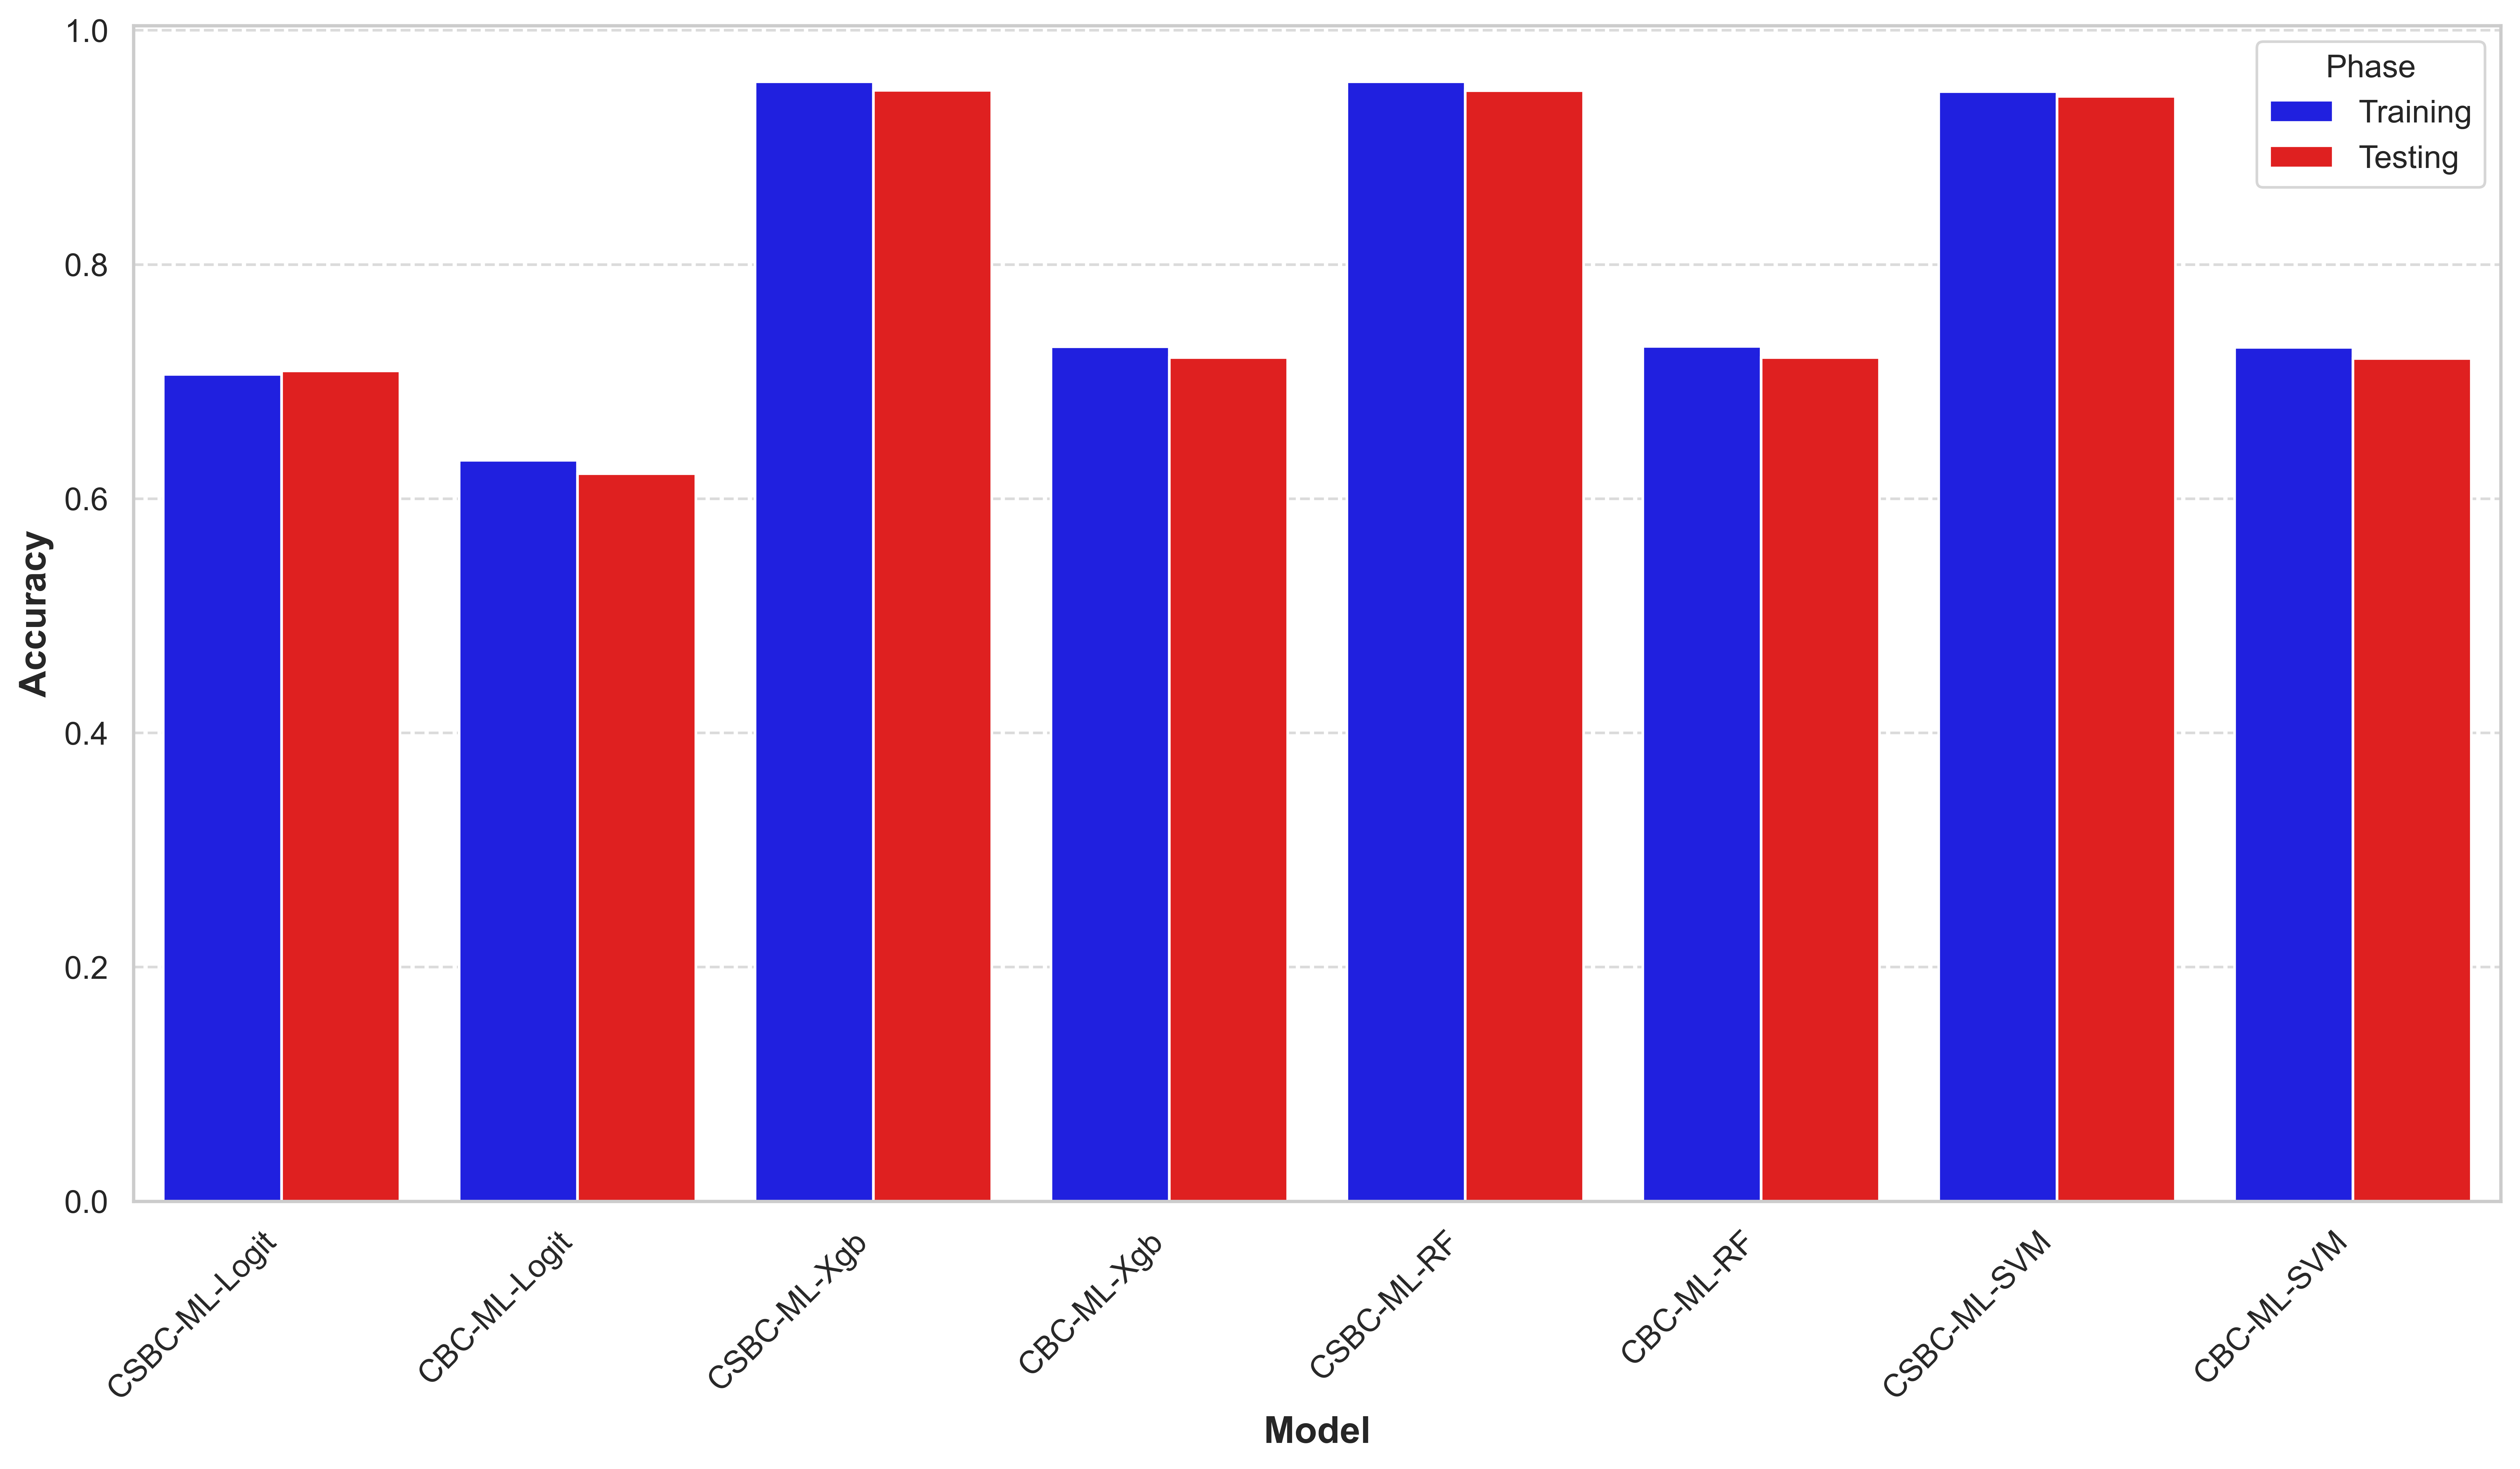 Phase
Training
Testing
1.0
0.8
0.6
0.4
0.2
0.0
Accuracy
CSBC-ML-Logit
CBC-ML-Logit
CSBC-ML-Xgb
CBC-ML-Xgb
CSBC-ML-RF
CBC-ML-RF
CSBC-ML-SVM
CBC-ML-SVM
Model